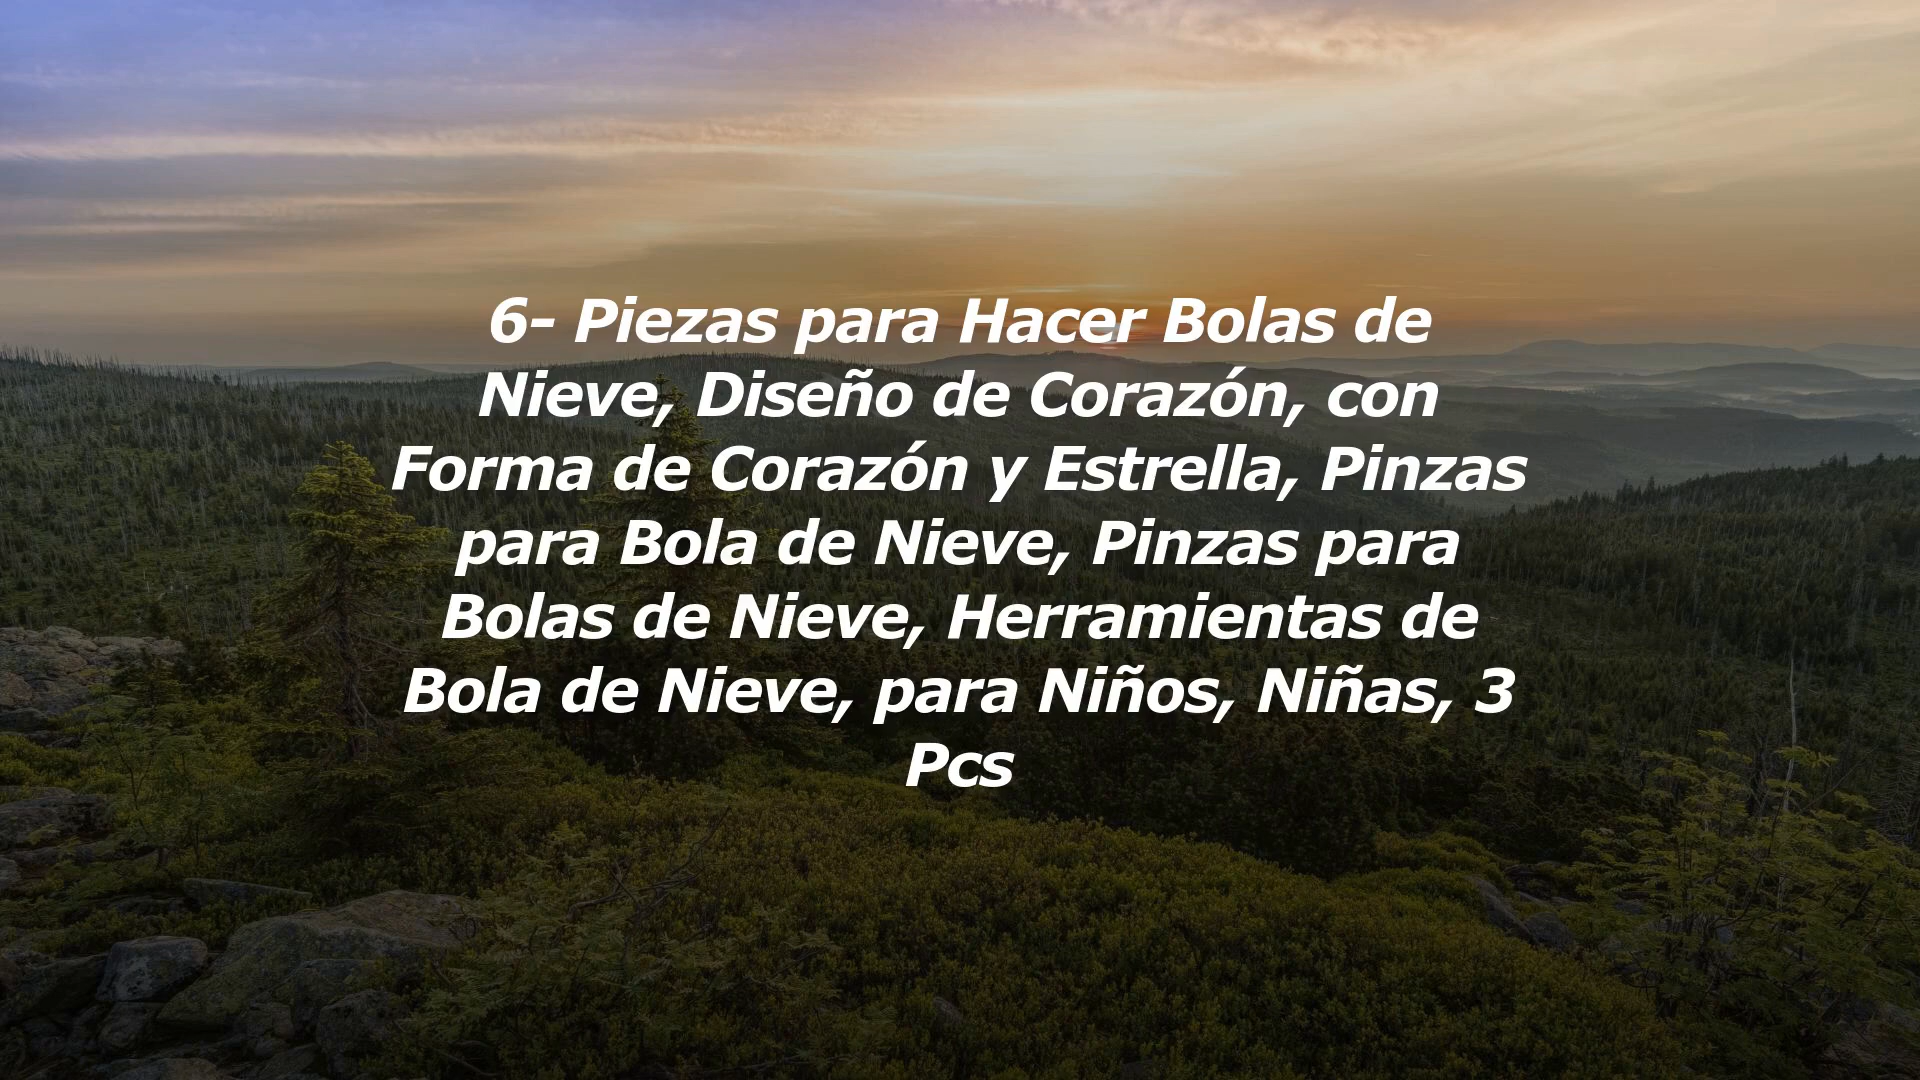 6- Piezas para Hacer Bolas de
Nieve, Diseño de Corazón, con
Forma de Corazón y Estrella, Pinzas
para Bola de Nieve, Pinzas para
Bolas de Nieve, Herramientas de
Bola de Nieve, para Niños, Niñas, 3
Pcs